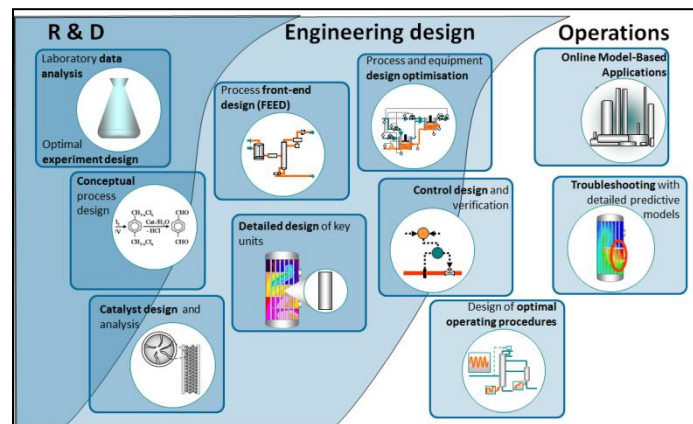 R & D
Engineering design
Operations
Laboratory data
analysis
Optimal
experiment design
Conceptual
process
design
CHO
CHO
Catalyst design and
analysis
Process front-end
design (FEED)
Detailed design of key
units
Process and equipment
design optimisation
Control design and
verification
Design of optimal
operating procedures
Online Model-Based
Applications
Troubleshooting with
detailed predictive
models